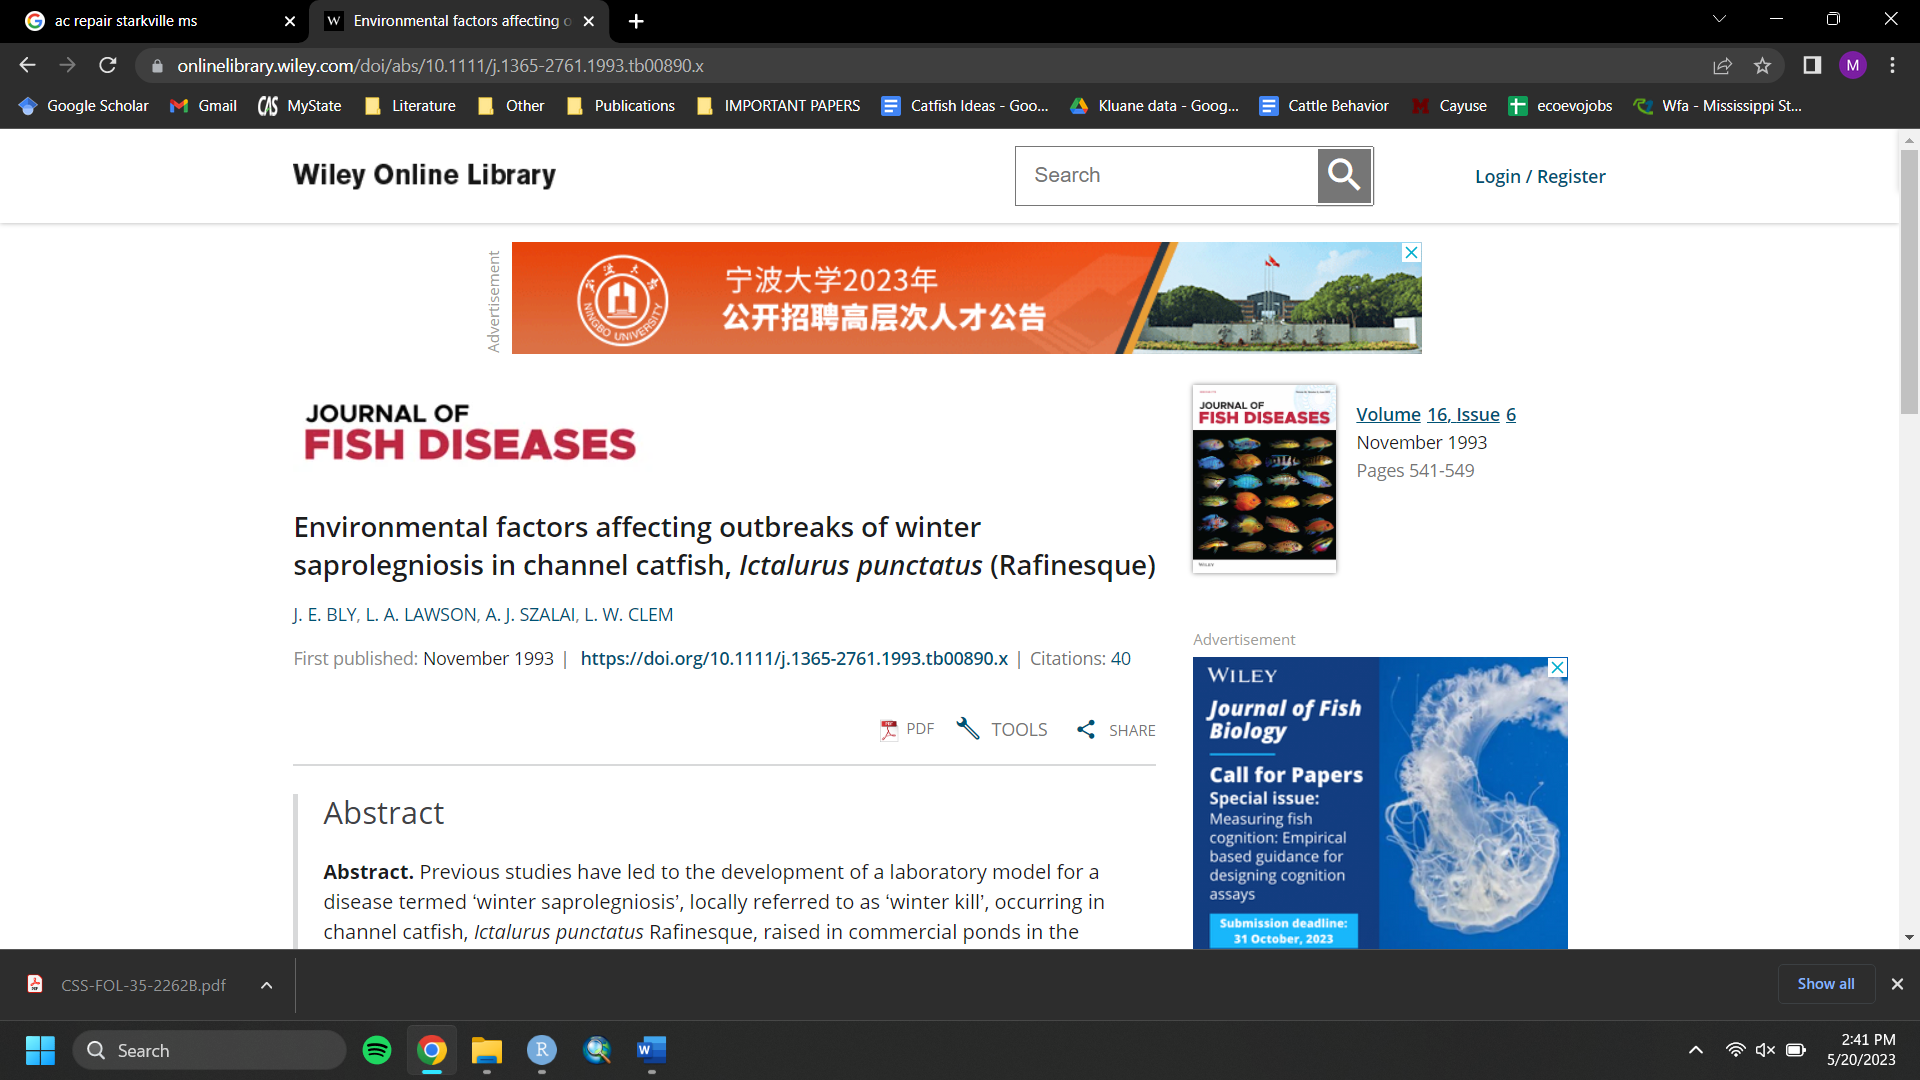 ac repair starkville ms
Environmental factors affecting o
onlinelibrary.wiley.com/doi/abs/10.1111/j.1365-2761.1993.tb00890.x
M
Google Scholar
Gmail
MyState
Literature
Other
Publications
IMPORTANT PAPERS
Catfish Ideas - Goo...
Kluane data - Goog...
Cattle Behavior
Cayuse
ecoevojobs
Wfa - Mississippi St...
Wiley Online Library
Search
Login / Register
Advertisement
NINGBO UNIVERSITY
宁波大学2023年
公开招聘高层次人才公告
JOURNAL OF
FISH DISEASES
JOURNAL OF
FISH DISEASES
WILEY
Volume 16, Issue 6
November 1993
Pages 541-549
Environmental factors affecting outbreaks of winter
saprolegniosis in channel catfish, Ictalurus punctatus (Rafinesque)
J. E. BLY, L. A. LAWSON, A. J. SZALAI, L. W. CLEM
First published: November 1993 | https://doi.org/10.1111/j.1365-2761.1993.tb00890.x | Citations: 40
PDF TOOLS SHARE
Abstract
Abstract. Previous studies have led to the development of a laboratory model for a
disease termed ‘winter saprolegniosis’, locally referred to as ‘winter kill’, occurring in
channel catfish, Ictalurus punctatus Rafinesque, raised in commercial ponds in the
Advertisement
WILEY
Journal of Fish
Biology
Call for Papers
Special issue:
Measuring fish
cognition: Empirical
based guidance for
designing cognition
assays
Submission deadline:
31 October, 2023
CSS-FOL-35-2262B.pdf
Show all
Search
2:41 PM
5/20/2023